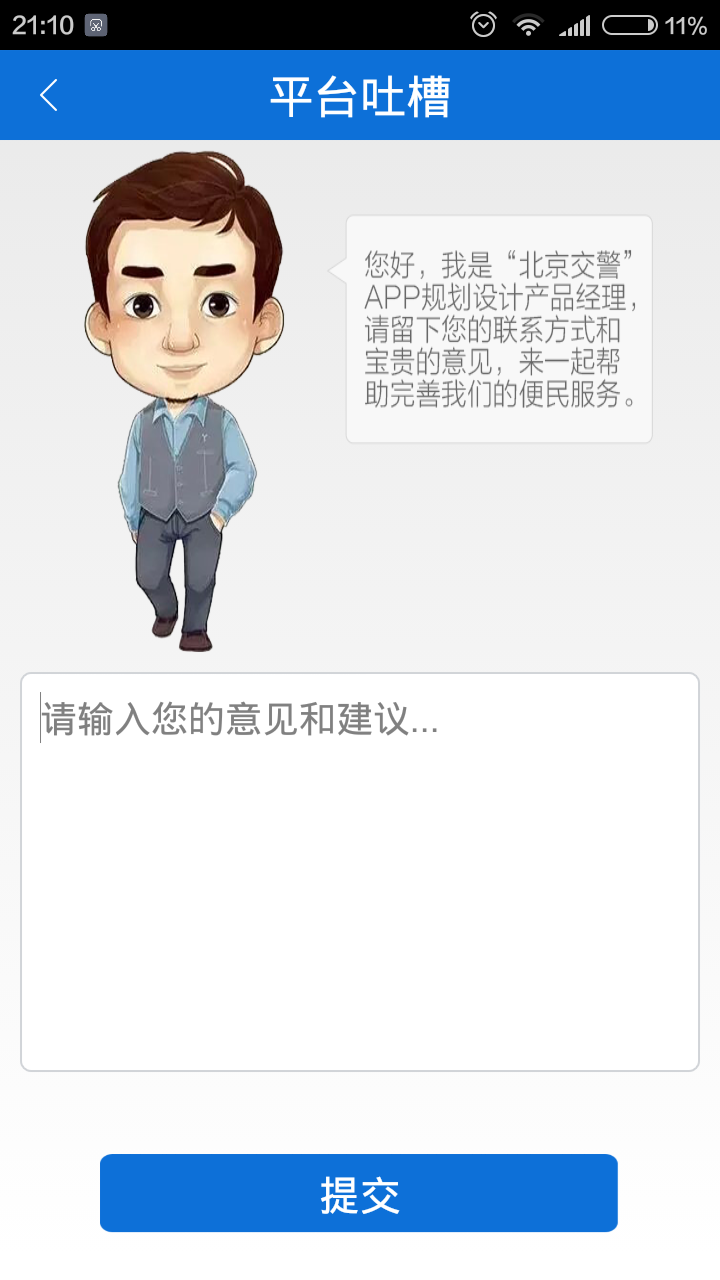 21:10
11%
平台吐槽
您好，我是“北京交警”
APP规划设计产品经理，
请留下您的联系方式和
宝贵的意见，来一起帮
助完善我们的便民服务。
请输入您的意见和建议...
提交